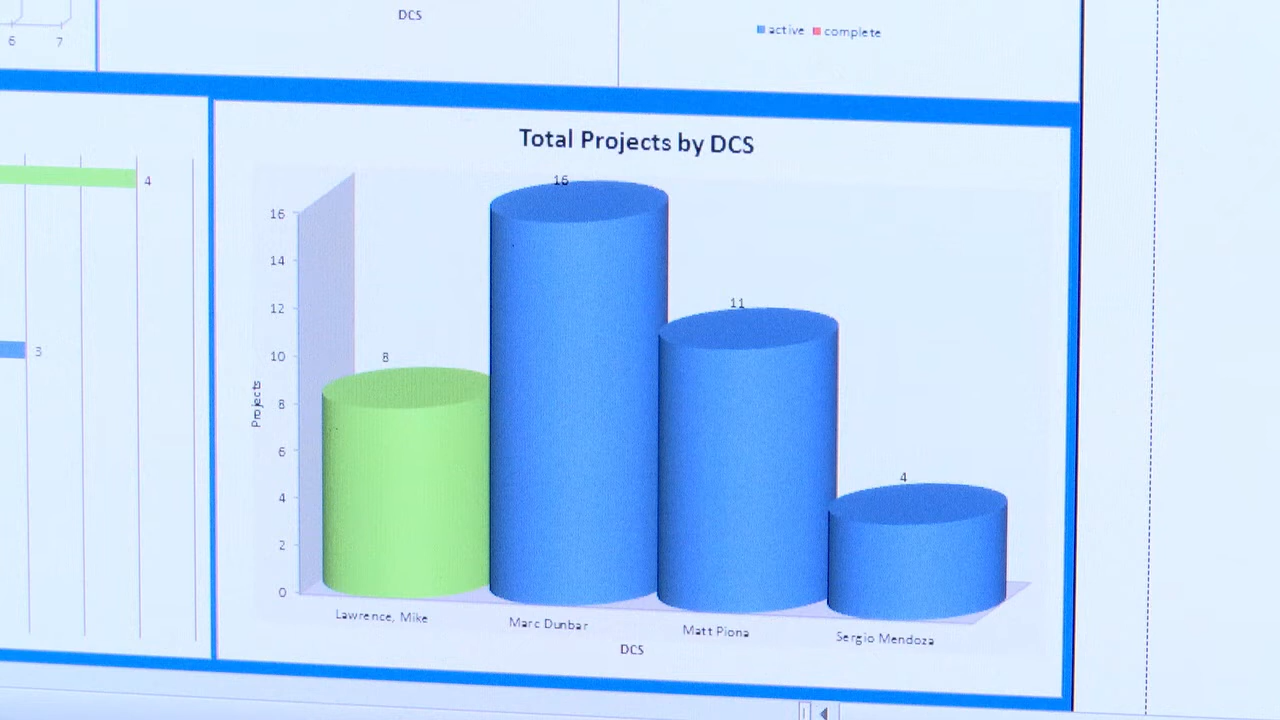 6 7
DCS
active complete
4
3
Total Projects by DCS
16
14
12
10
8
6
4
2
0
Projects
8
16
11
4
Lawrence, Mike
Marc Dunbar
Matt Piona
Sergio Mendoza
DCS